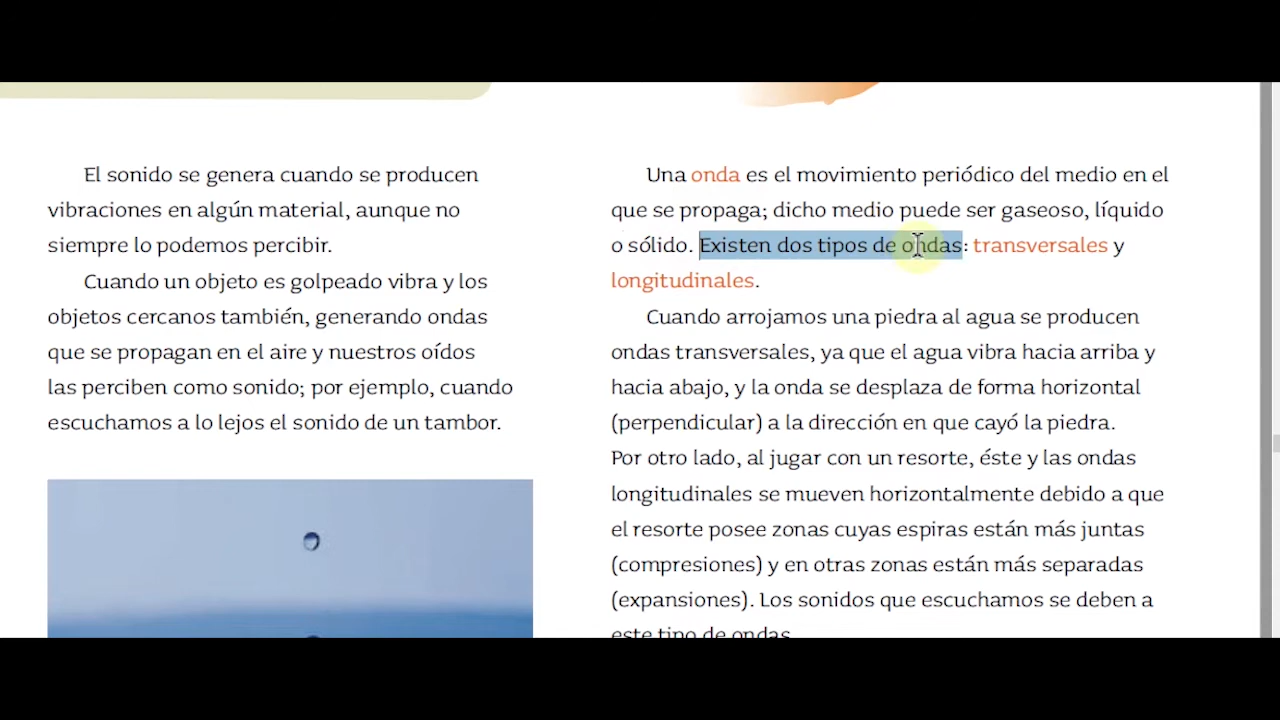 El sonido se genera cuando se producen
vibraciones en algún material, aunque no
siempre lo podemos percibir.
Cuando un objeto es golpeado vibra y los
objetos cercanos también, generando ondas
que se propagan en el aire y nuestros oídos
las perciben como sonido; por ejemplo, cuando
escuchamos a lo lejos el sonido de un tambor.
Una onda es el movimiento periódico del medio en el
que se propaga; dicho medio puede ser gaseoso, líquido
o sólido. Existen dos tipos de ondas: transversales y
longitudinales.
Cuando arrojamos una piedra al agua se producen
ondas transversales, ya que el agua vibra hacia arriba y
hacia abajo, y la onda se desplaza de forma horizontal
(perpendicular) a la dirección en que cayó la piedra.
Por otro lado, al jugar con un resorte, éste y las ondas
longitudinales se mueven horizontalmente debido a que
el resorte posee zonas cuyas espiras están más juntas
(compresiones) y en otras zonas están más separadas
(expansiones). Los sonidos que escuchamos se deben a
este tipo de ondas.